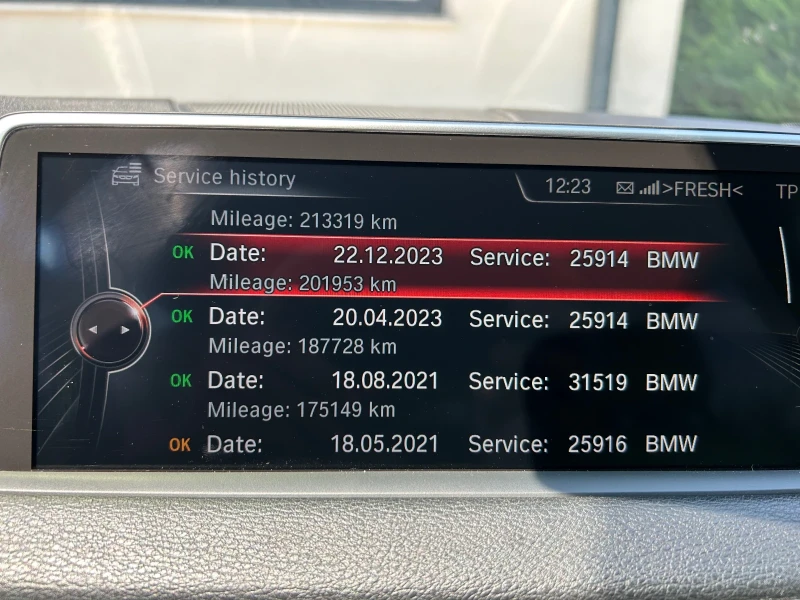 Service history
12:23 >FRESH< TP
Mileage: 213319 km
OK Date: 22.12.2023 Service: 25914 BMW
Mileage: 201953 km
OK Date: 20.04.2023 Service: 25914 BMW
Mileage: 187728 km
OK Date: 18.08.2021 Service: 31519 BMW
Mileage: 175149 km
OK Date: 18.05.2021 Service: 25916 BMW